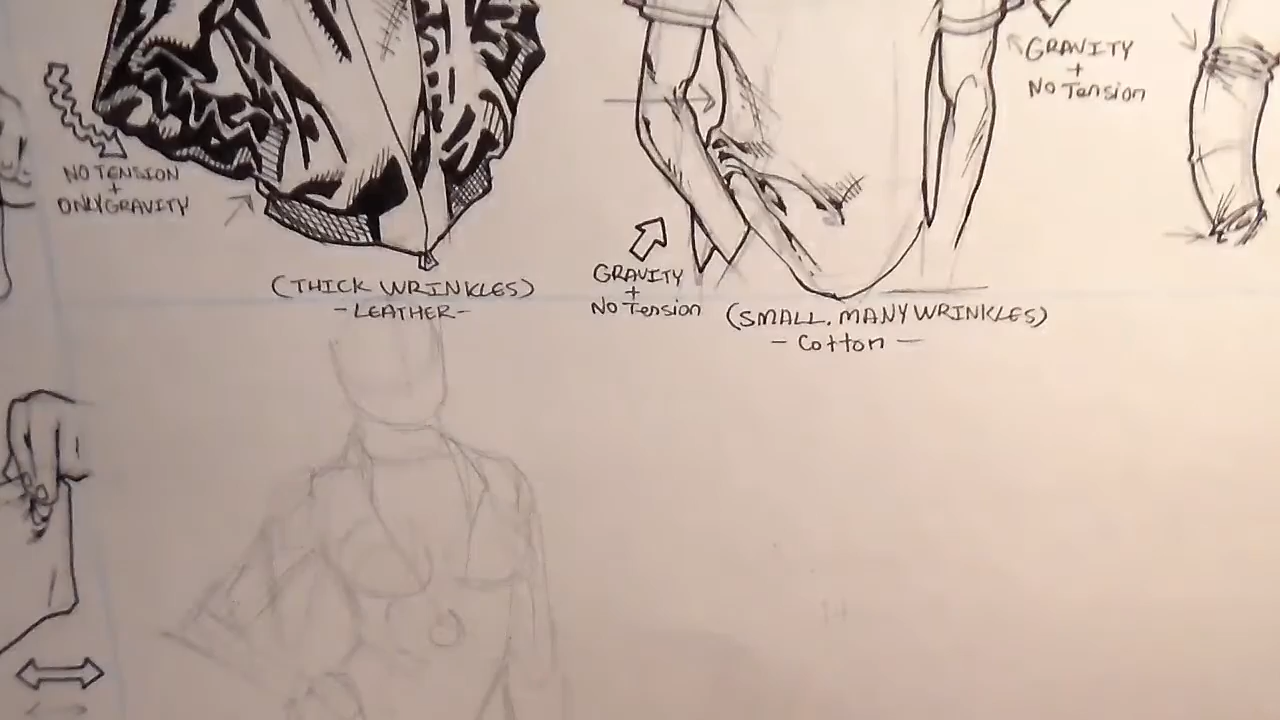 GRAVITY
+
NO Tension
NO TENSION
+
ONLY GRAVITY
GRAVITY
+
NO Tension
(THICK WRINKLES)
-LEATHER-
(SMALL, MANY WRINKLES)
- Cotton -